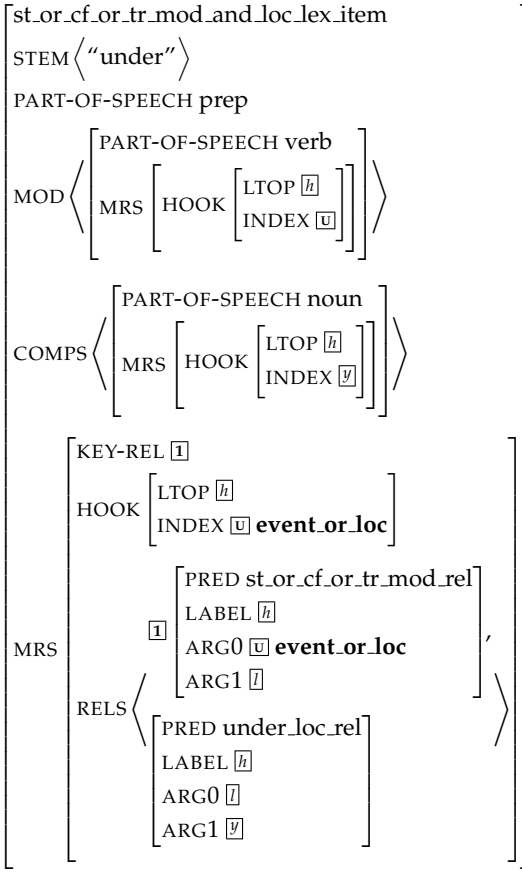 st_or_cf_or_tr_mod_and_loc_lex_item
STEM ⟨“under”⟩
PART-OF-SPEECH prep
PART-OF-SPEECH verb
MOD MRS HOOK LTOP h
INDEX U
PART-OF-SPEECH noun
COMPS MRS HOOK LTOP h
INDEX y
KEY-REL 1
HOOK LTOP h
INDEX U event_or_loc
MRS RELS 1 PRED st_or_cf_or_tr_mod_rel
LABEL h
ARG0 U event_or_loc
ARG1 l ,
PRED under_loc_rel
LABEL h
ARG0 l
ARG1 y